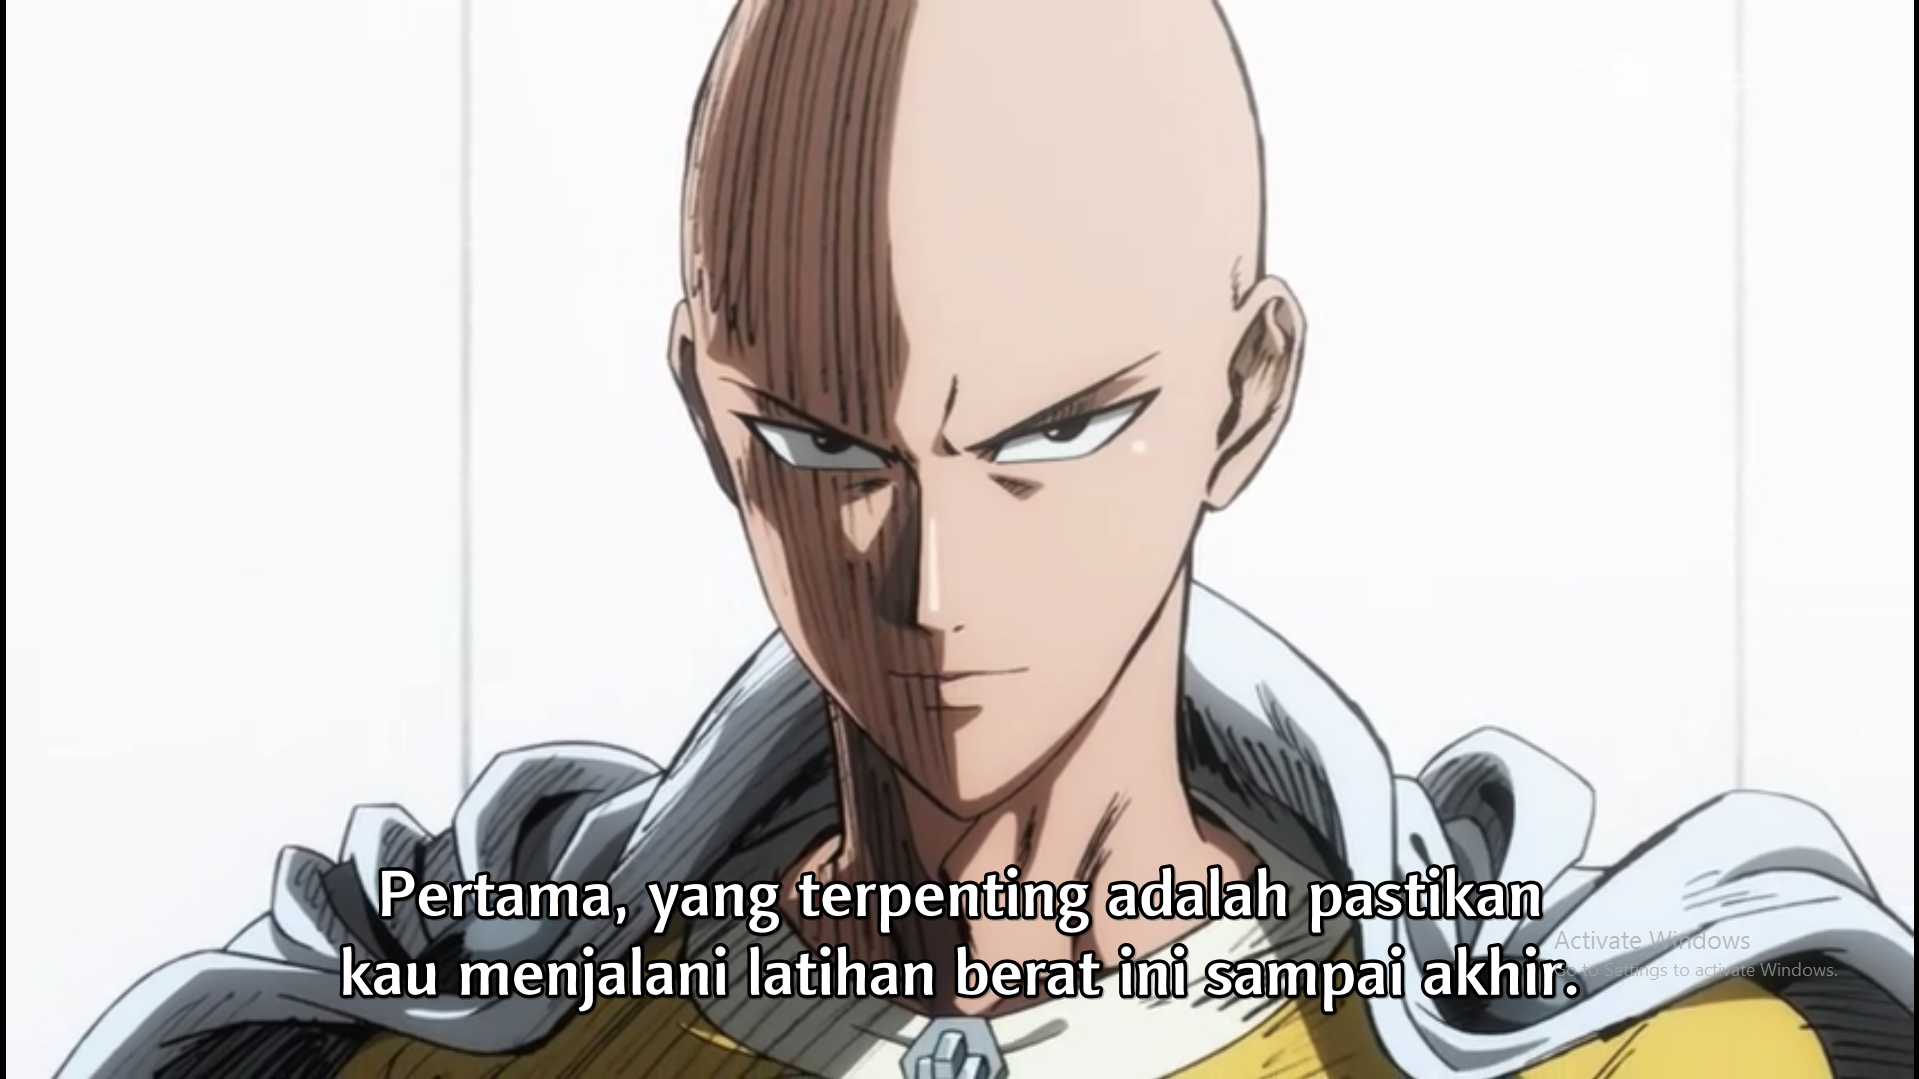 Pertama, yang terpenting adalah pastikan
kau menjalani latihan berat ini sampai akhir.
Activate Windows
Go to Settings to activate Windows.